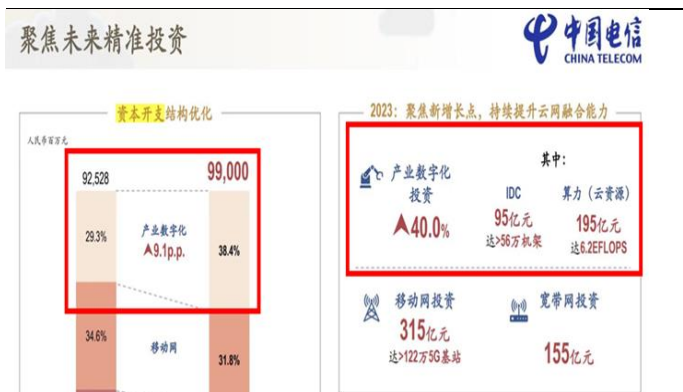 聚焦未来精准投资
中国电信
CHINA TELECOM
资本开支结构优化
人民币百万元
92,528
99,000
29.3%
产业数字化
▲9.1p.p.
38.4%
34.6%
移动网
31.8%
2023：聚焦新增长点，持续提升云网融合能力
产业数字化
投资
▲40.0%
其中：
IDC
95亿元
达>56万机架
算力（云资源）
195亿元
达6.2EFLOPS
移动网投资
315亿元
达>122万5G基站
宽带网投资
155亿元